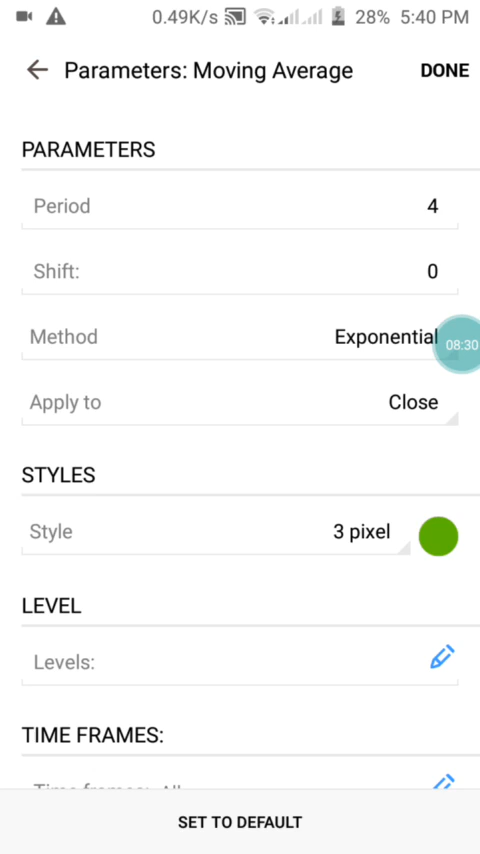 0.49K/s 28% 5:40 PM
Parameters: Moving Average DONE
PARAMETERS
Period 4
Shift: 0
Method Exponential
08:30
Apply to Close
STYLES
Style 3 pixel
LEVEL
Levels:
TIME FRAMES:
SET TO DEFAULT